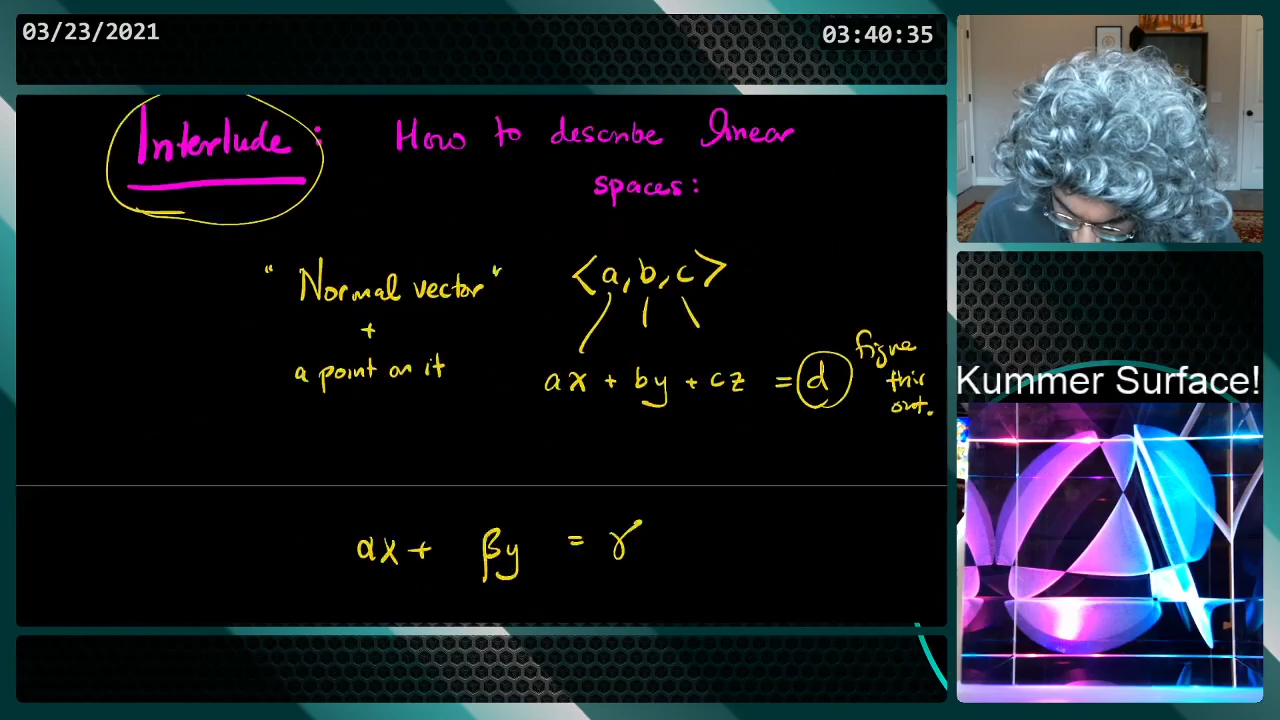 03/23/2021
03:40:35
Interlude: How to describe linear
spaces:
"Normal vector" <a, b, c>
+
a point on it
ax + by + cz = d
figure
this
out.
αx + βy = γ
Kummer Surface!